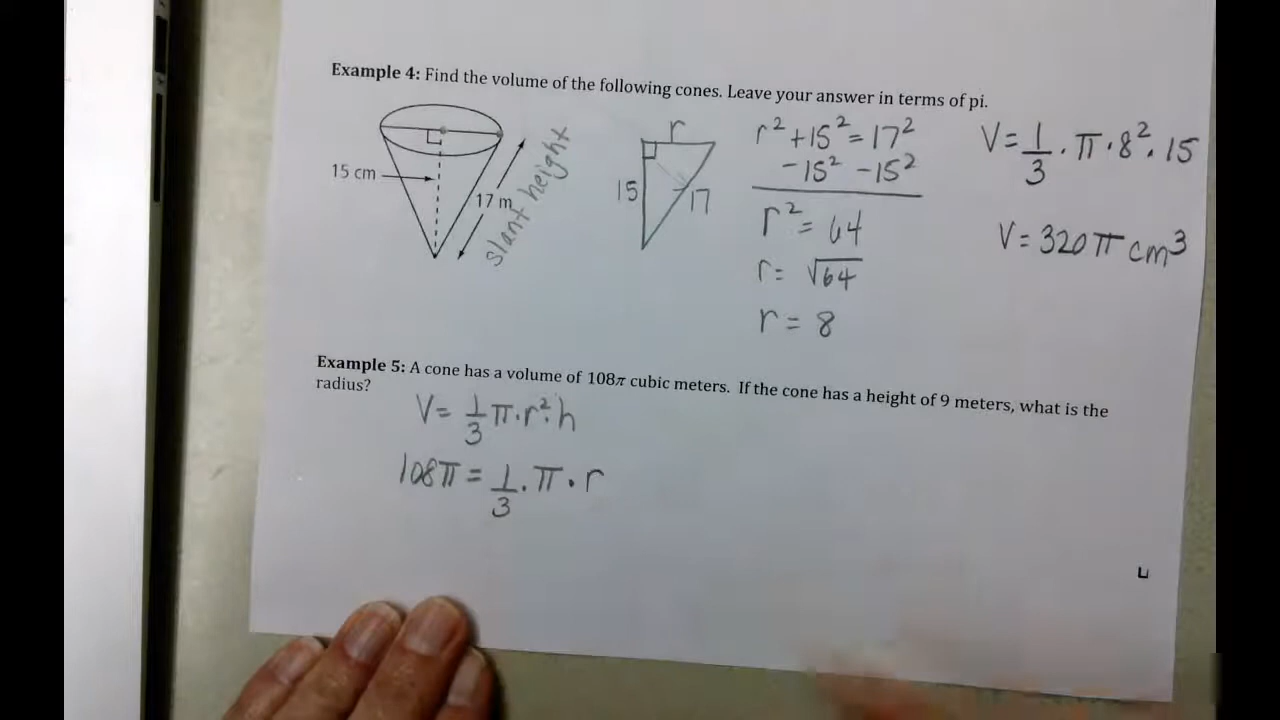 Example 4: Find the volume of the following cones. Leave your answer in terms of pi.
15 cm
17 m
slant height
r
15
17
r² + 15² = 17²
- 15² - 15²
r² = 64
r = √64
r = 8
V = 1/3 · π · 8² · 15
V = 320π cm³
Example 5: A cone has a volume of 108π cubic meters. If the cone has a height of 9 meters, what is the
radius?
V = 1/3 π · r² · h
108π = 1/3 · π · r